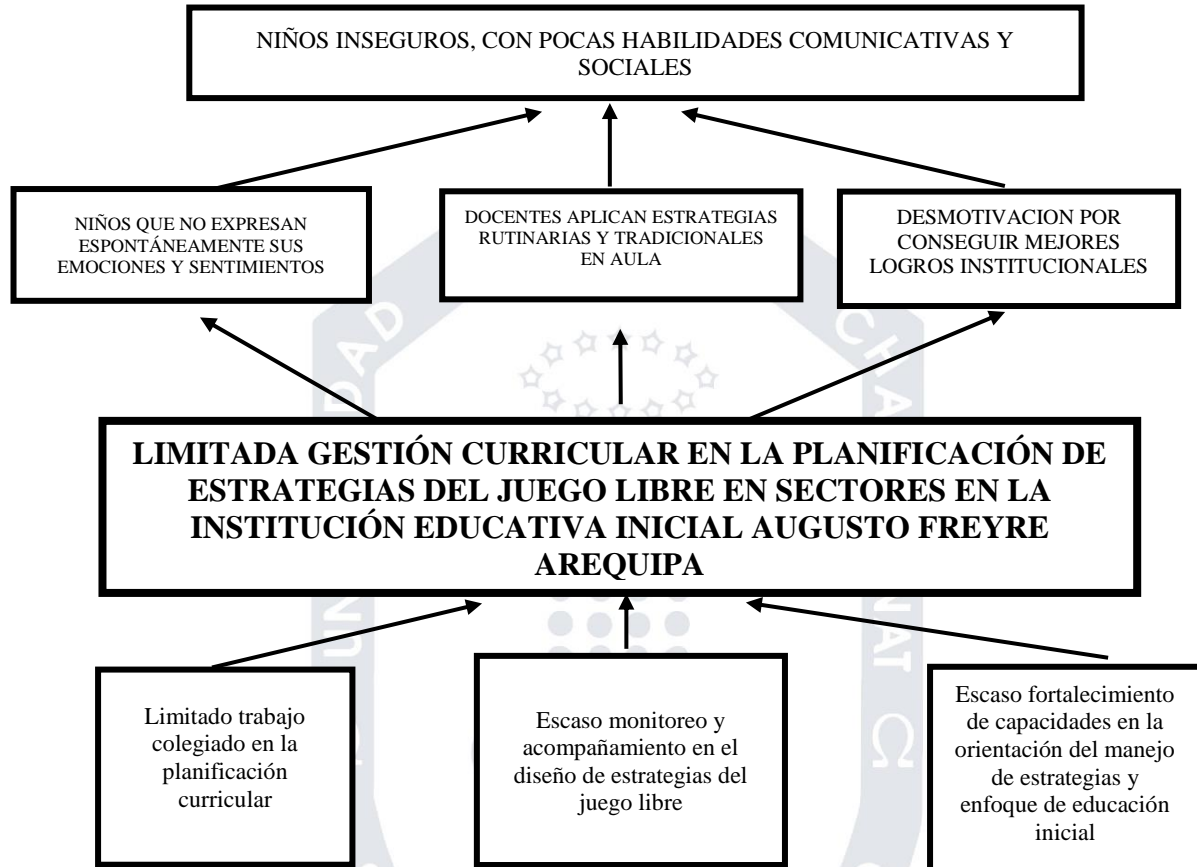 NIÑOS INSEGUROS, CON POCAS HABILIDADES COMUNICATIVAS Y
SOCIALES
NIÑOS QUE NO EXPRESAN
ESPONTÁNEAMENTE SUS
EMOCIONES Y SENTIMIENTOS
DOCENTES APLICAN ESTRATEGIAS
RUTINARIAS Y TRADICIONALES
EN AULA
DESMOTIVACION POR
CONSEGUIR MEJORES
LOGROS INSTITUCIONALES
LIMITADA GESTIÓN CURRICULAR EN LA PLANIFICACIÓN DE
ESTRATEGIAS DEL JUEGO LIBRE EN SECTORES EN LA
INSTITUCIÓN EDUCATIVA INICIAL AUGUSTO FREYRE
AREQUIPA
Limitado trabajo
colegiado en la
planificación
curricular
Escaso monitoreo y
acompañamiento en el
diseño de estrategias del
juego libre
Escaso fortalecimiento
de capacidades en la
orientación del manejo
de estrategias y
enfoque de educación
inicial